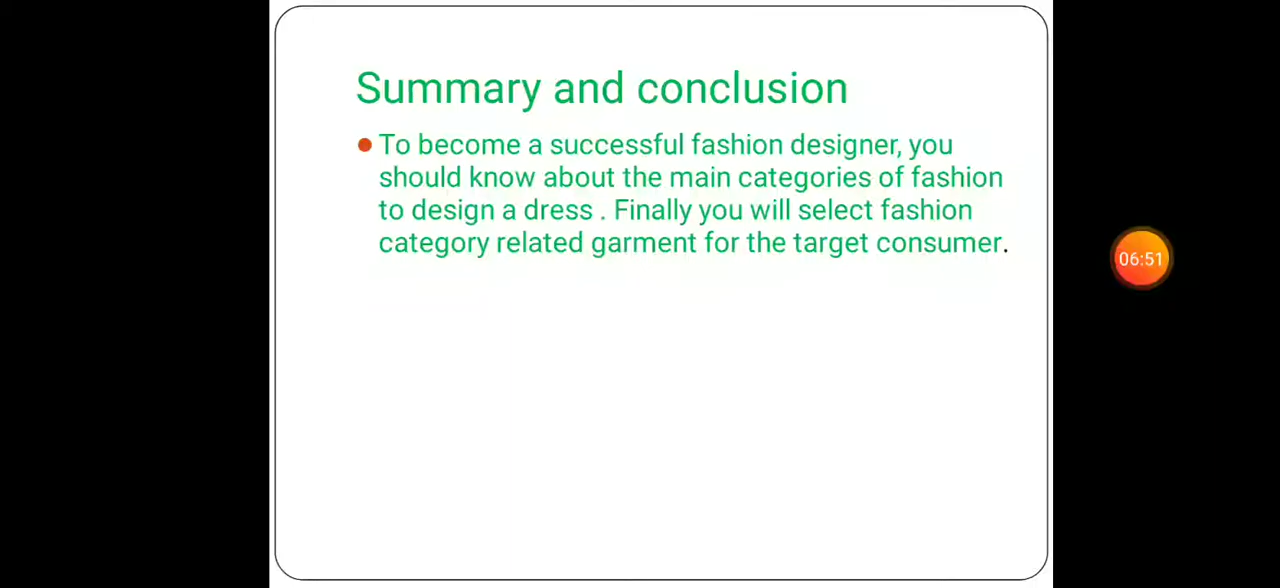 Summary and conclusion
To become a successful fashion designer, you
should know about the main categories of fashion
to design a dress . Finally you will select fashion
category related garment for the target consumer.
06:51